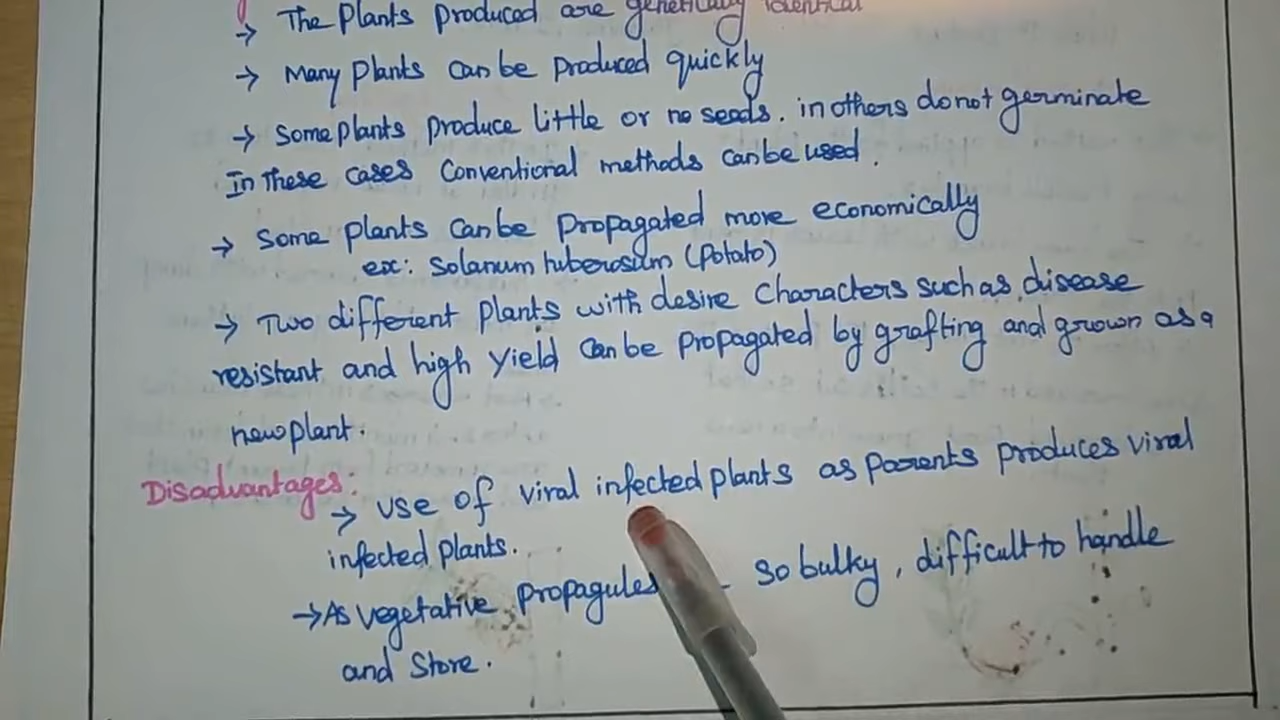 → The Plants Produced are genetically identical
→ Many Plants can be produced quickly
→ Some plants produce little or no seeds. in others do not germinate
In these cases Conventional methods can be used.
→ Some plants can be propagated more economically
ex: Solanum tuberosum (Potato)
→ Two different plants with desire characters such as disease
resistant and high yield can be propagated by grafting and grown as a
new plant.
Disadvantages:
→ use of viral infected plants as parents produces viral
infected plants.
→ As vegetative propagules so bulky, difficult to handle
and store.